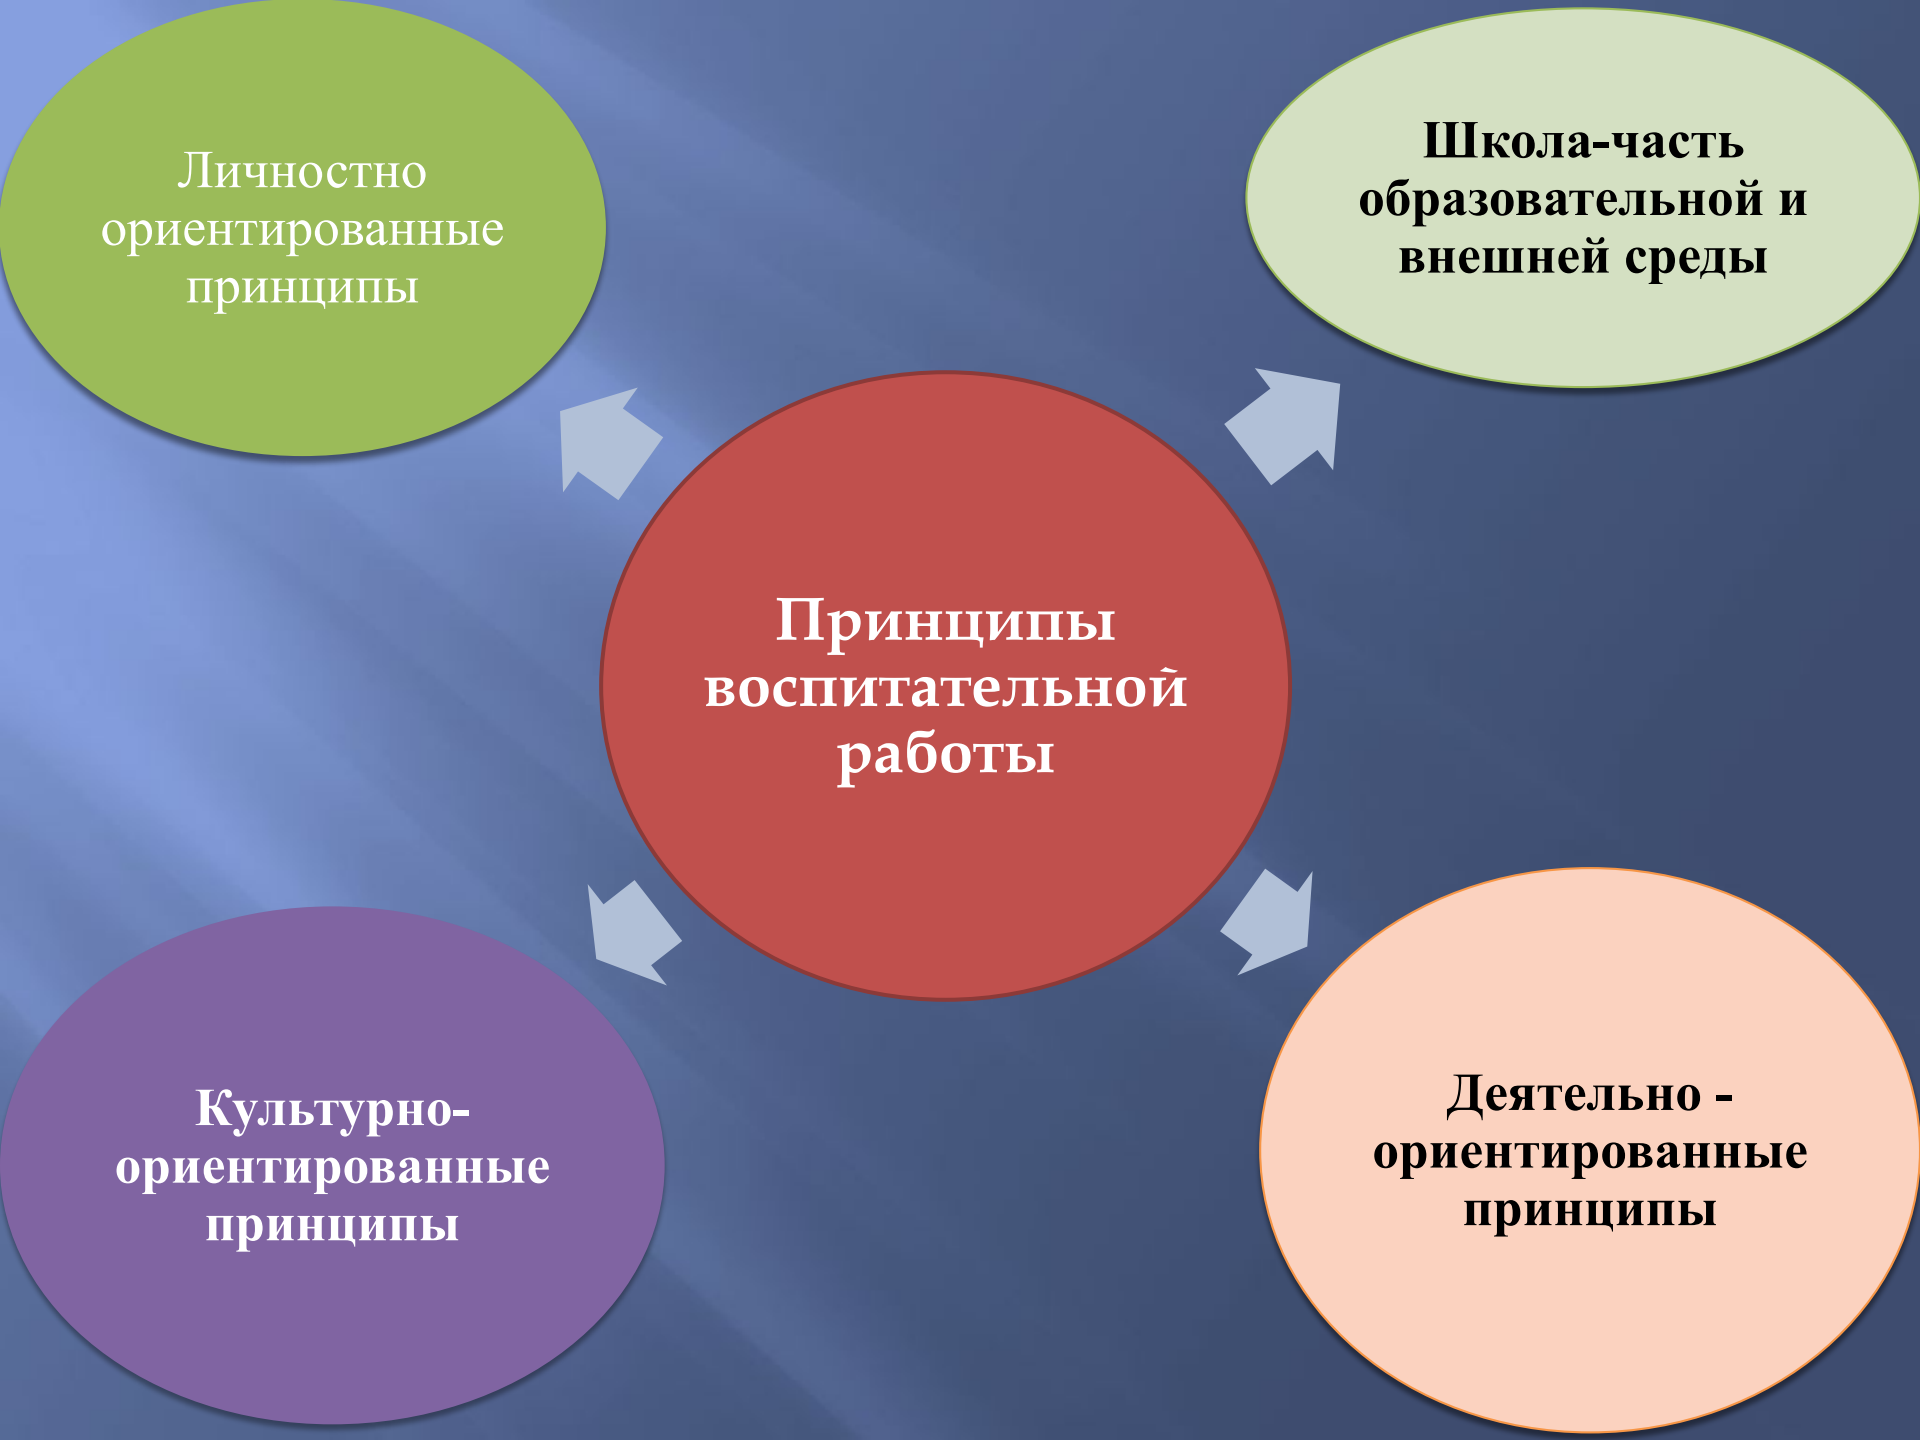 Личностно
ориентированные
принципы
Школа-часть
образовательной и
внешней среды
Принципы
воспитательной
работы
Культурно-
ориентированные
принципы
Деятельно -
ориентированные
принципы